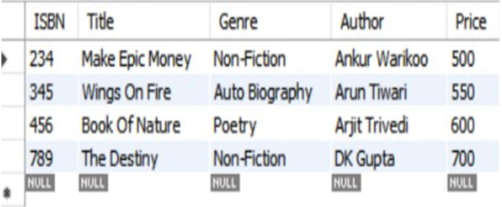 ISBN Title Genre Author Price
234 Make Epic Money Non-Fiction Ankur Warikoo 500
345 Wings On Fire Auto Biography Arun Tiwari 550
456 Book Of Nature Poetry Arjit Trivedi 600
789 The Destiny Non-Fiction DK Gupta 700
NULL NULL NULL NULL NULL